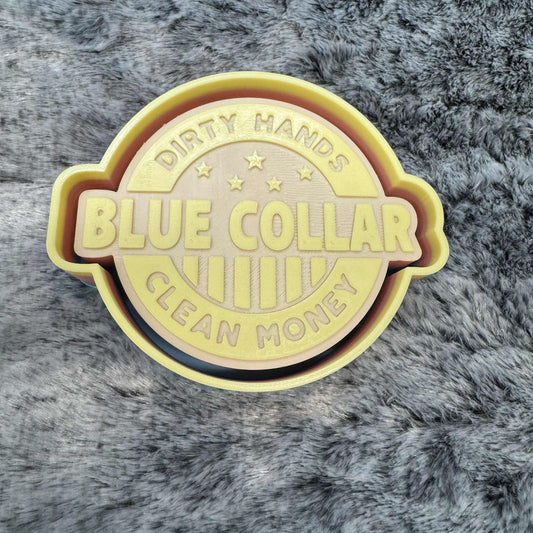 DIRTY HANDS
BLUE COLLAR
CLEAN MONEY